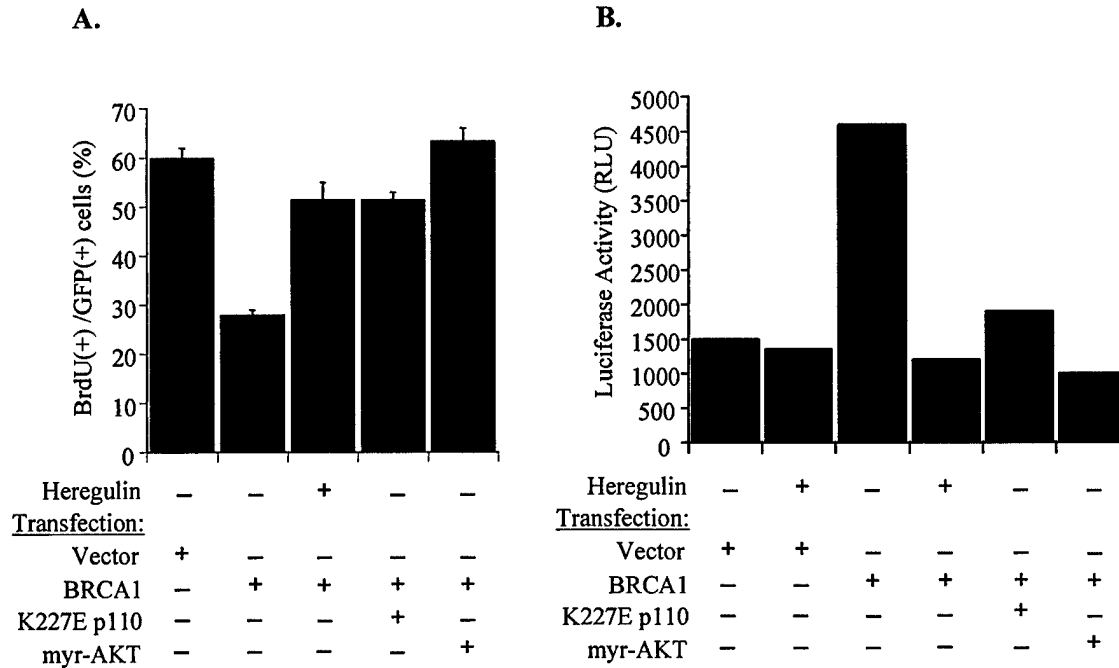 A.
BrdU(+) /GFP(+) cells (%)
70
60
50
40
30
20
10
0
Heregulin – – + – –
Transfection:
Vector + – – – –
BRCA1 – + + + +
K227E p110 – – – + –
myr-AKT – – – – +
B.
Luciferase Activity (RLU)
5000
4500
4000
3500
3000
2500
2000
1500
1000
500
0
Heregulin – + – + – –
Transfection:
Vector + + – – – –
BRCA1 – – + + + +
K227E p110 – – – – + –
myr-AKT – – – – – +